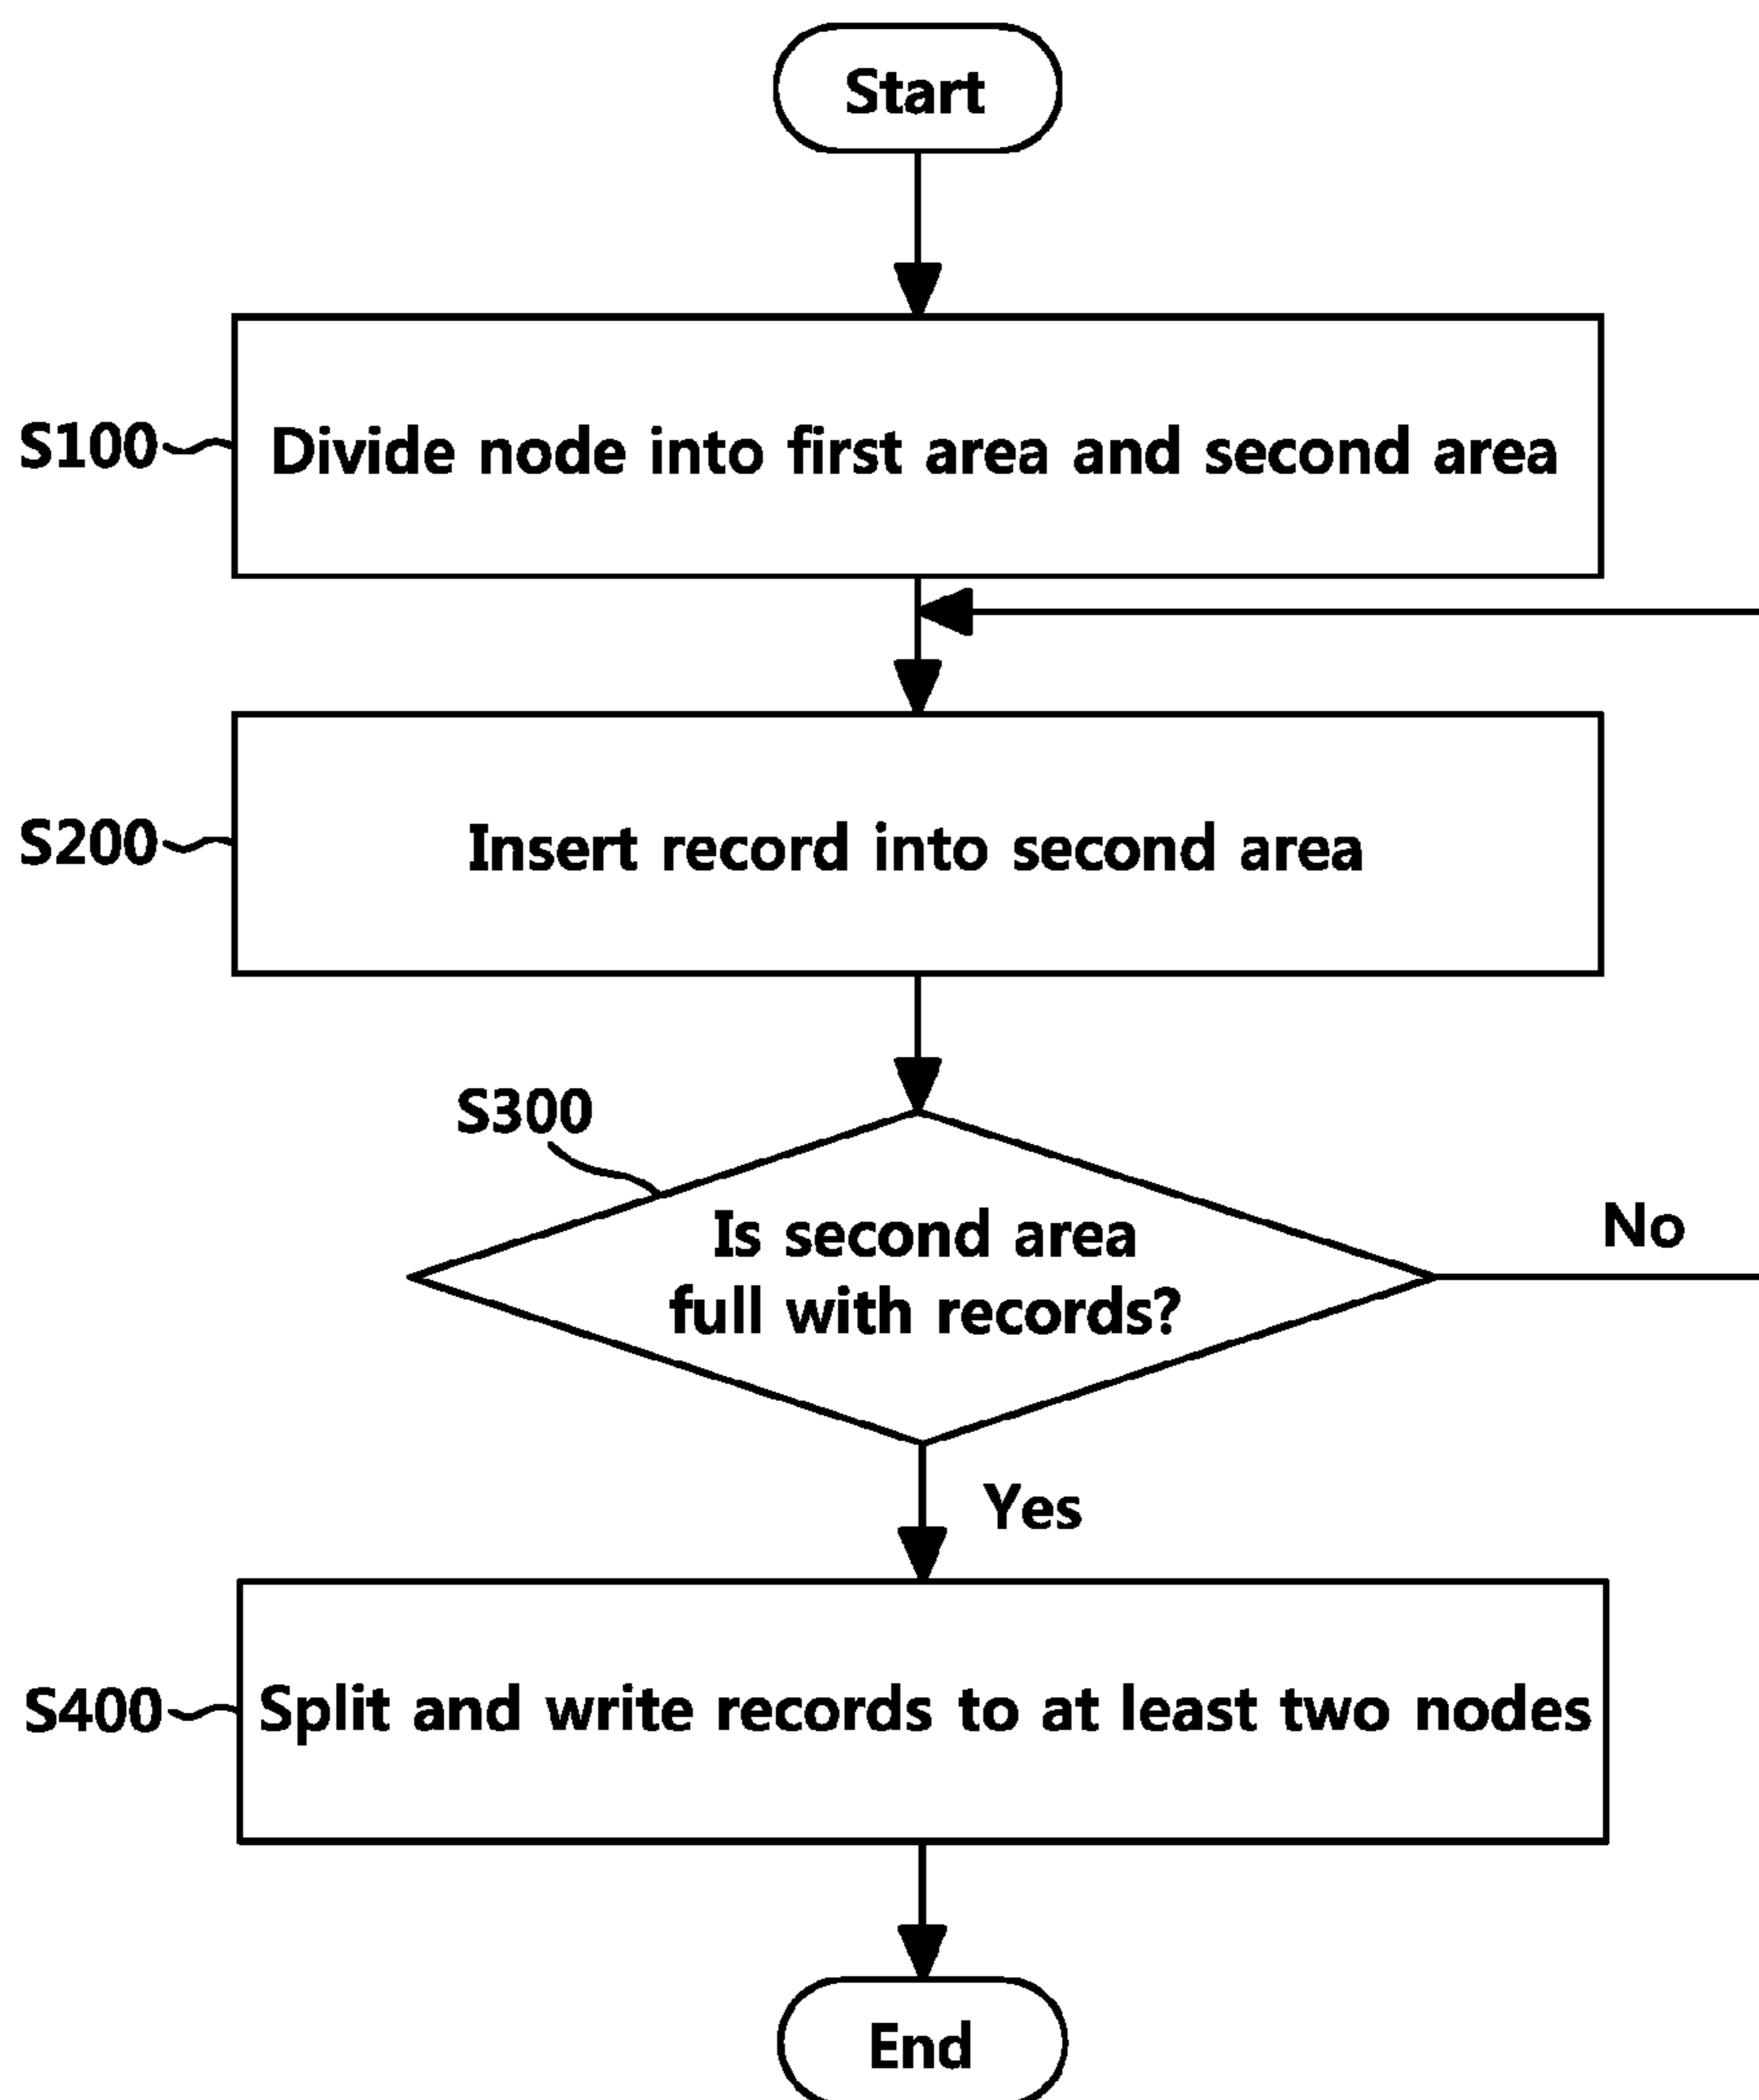 Start
S100
Divide node into first area and second area
S200
Insert record into second area
S300
Is second area
full with records?
No
Yes
S400
Split and write records to at least two nodes
End